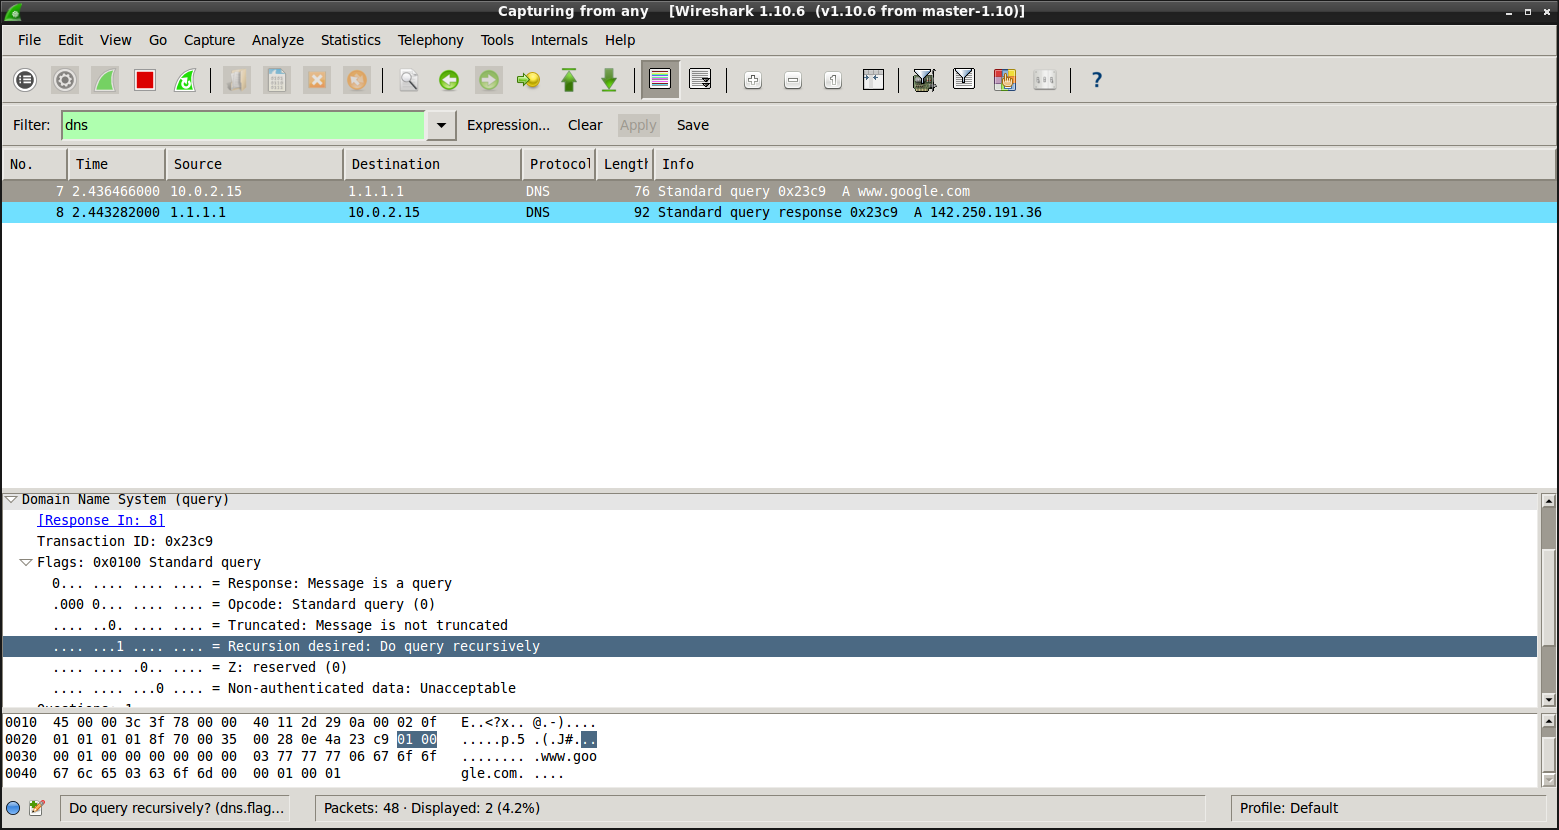 Capturing from any    [Wireshark 1.10.6  (v1.10.6 from master-1.10)]
File Edit View Go Capture Analyze Statistics Telephony Tools Internals Help
Filter: dns Expression... Clear Apply Save
No. Time Source Destination Protocol Length Info
7 2.436466000 10.0.2.15 1.1.1.1 DNS 76 Standard query 0x23c9  A www.google.com
8 2.443282000 1.1.1.1 10.0.2.15 DNS 92 Standard query response 0x23c9  A 142.250.191.36
Domain Name System (query)
[Response In: 8]
Transaction ID: 0x23c9
Flags: 0x0100 Standard query
0... .... .... .... = Response: Message is a query
.000 0... .... .... = Opcode: Standard query (0)
.... ..0. .... .... = Truncated: Message is not truncated
.... ...1 .... .... = Recursion desired: Do query recursively
.... .... .0.. .... = Z: reserved (0)
.... .... ...0 .... = Non-authenticated data: Unacceptable
0010  45 00 00 3c 3f 78 00 00  40 11 2d 29 0a 00 02 0f   E..<?x.. @.-)....
0020  01 01 01 01 8f 70 00 35  00 28 0e 4a 23 c9 01 00   .....p.5 .(.J#...
0030  00 01 00 00 00 00 00 00  03 77 77 77 06 67 6f 6f   ........ .www.goo
0040  67 6c 65 03 63 6f 6d 00  00 01 00 01   gle.com. ....
Do query recursively? (dns.flag... Packets: 48 · Displayed: 2 (4.2%) Profile: Default